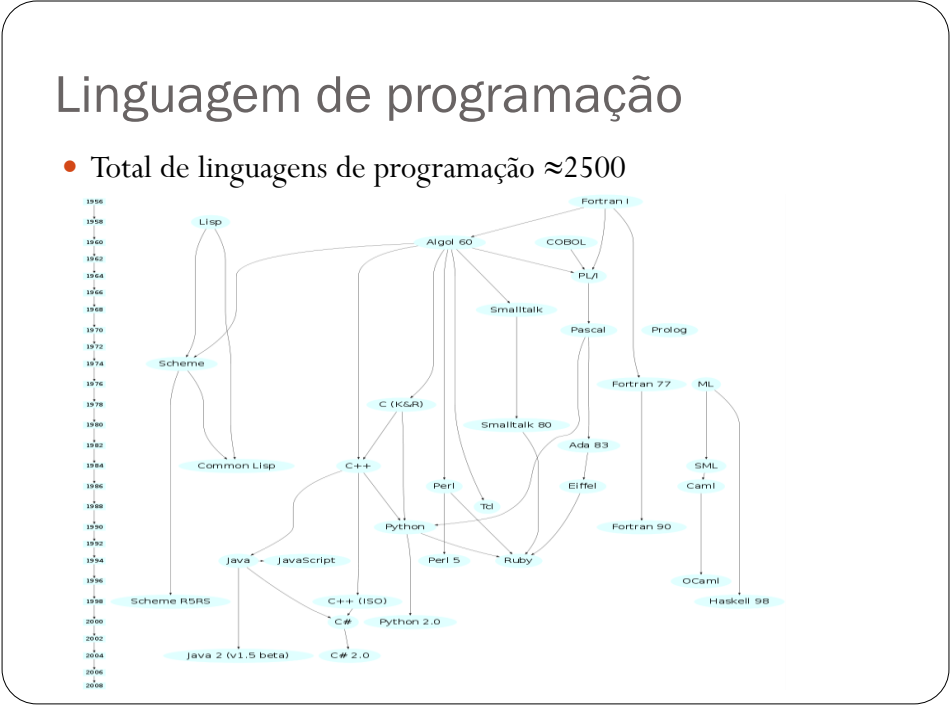 Linguagem de programação
Total de linguagens de programação ≈2500
1956 Fortran I
1958 Lisp
1960 Algol 60 COBOL
1962
1964 PL/I
1966
1968 Smalltalk
1970 Pascal Prolog
1972
1974 Scheme
1976 Fortran 77 ML
1978 C (K&R)
1980 Smalltalk 80
1982 Ada 83
1984 Common Lisp C++ SML
1986 Perl Eiffel Caml
1988 Tcl
1990 Python Fortran 90
1992
1994 Java JavaScript Perl 5 Ruby
1996 OCaml
1998 Scheme R5RS C++ (ISO) Haskell 98
2000 C# Python 2.0
2002
2004 Java 2 (v1.5 beta) C# 2.0
2006
2008